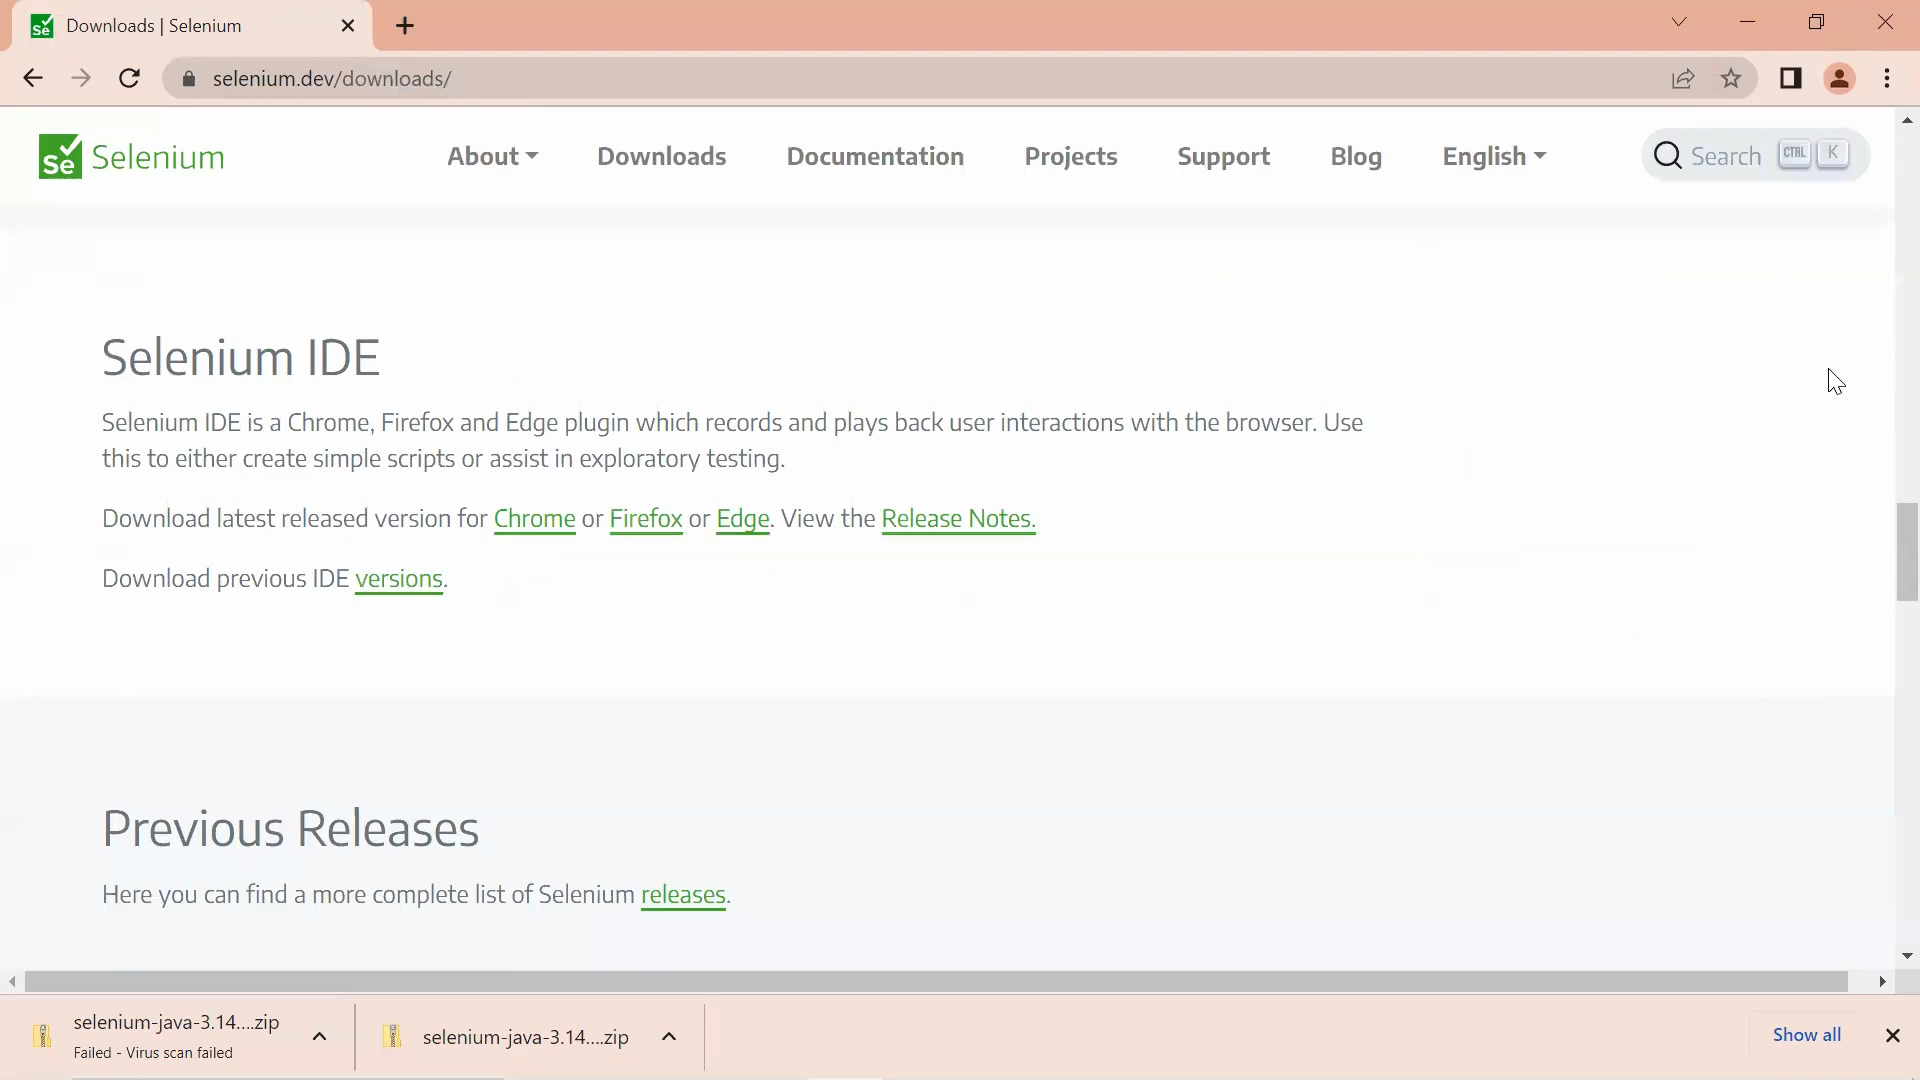 Se
Downloads | Selenium
selenium.dev/downloads/
Se Selenium
About
Downloads
Documentation
Projects
Support
Blog
English
Search CTRL K
Selenium IDE
Selenium IDE is a Chrome, Firefox and Edge plugin which records and plays back user interactions with the browser. Use
this to either create simple scripts or assist in exploratory testing.
Download latest released version for Chrome or Firefox or Edge. View the Release Notes.
Download previous IDE versions.
Previous Releases
Here you can find a more complete list of Selenium releases.
selenium-java-3.14....zip
Failed - Virus scan failed
selenium-java-3.14....zip
Show all